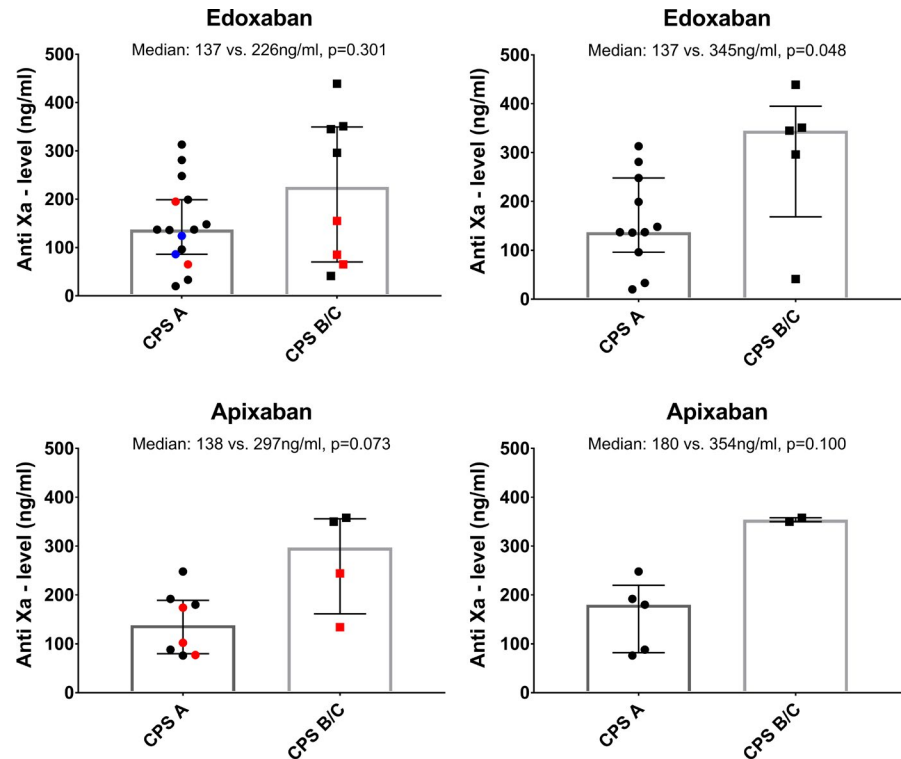 Edoxaban
Median: 137 vs. 226ng/ml, p=0.301
Anti Xa - level (ng/ml)
500
400
300
200
100
0
CPS A
CPS B/C
Edoxaban
Median: 137 vs. 345ng/ml, p=0.048
Anti Xa - level (ng/ml)
500
400
300
200
100
0
CPS A
CPS B/C
Apixaban
Median: 138 vs. 297ng/ml, p=0.073
Anti Xa - level (ng/ml)
500
400
300
200
100
0
CPS A
CPS B/C
Apixaban
Median: 180 vs. 354ng/ml, p=0.100
Anti Xa - level (ng/ml)
500
400
300
200
100
0
CPS A
CPS B/C